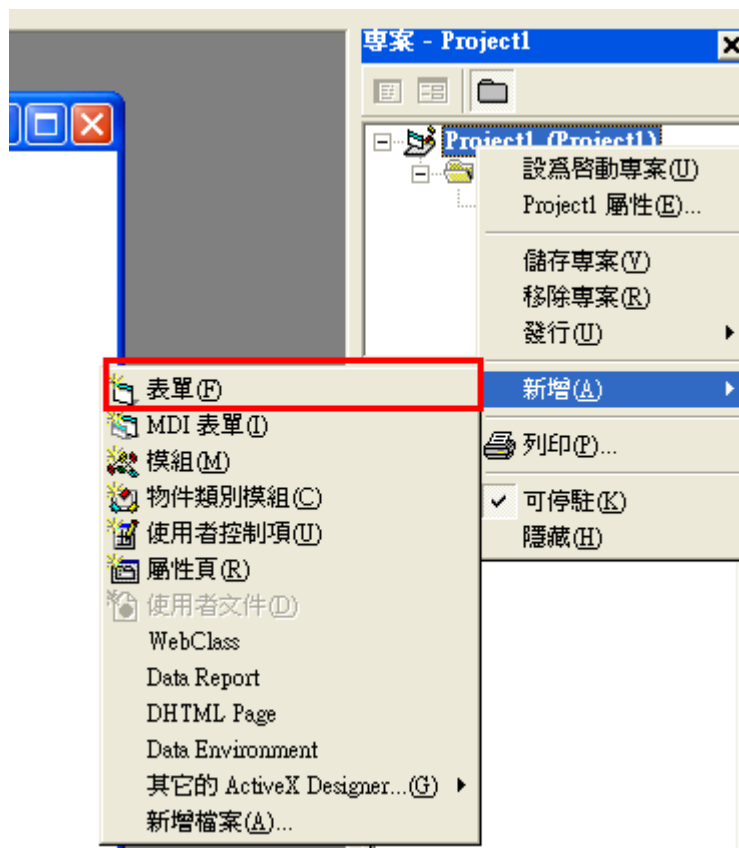 專案 - Project1
Project1 (Project1)
設爲啓動專案(U)
Project1 屬性(E)...
儲存專案(V)
移除專案(R)
發行(U)
新增(A)
列印(P)...
可停駐(K)
隱藏(H)
表單(F)
MDI 表單(I)
模組(M)
物件類別模組(C)
使用者控制項(U)
屬性頁(R)
使用者文件(D)
WebClass
Data Report
DHTML Page
Data Environment
其它的 ActiveX Designer...(G)
新增檔案(A)...